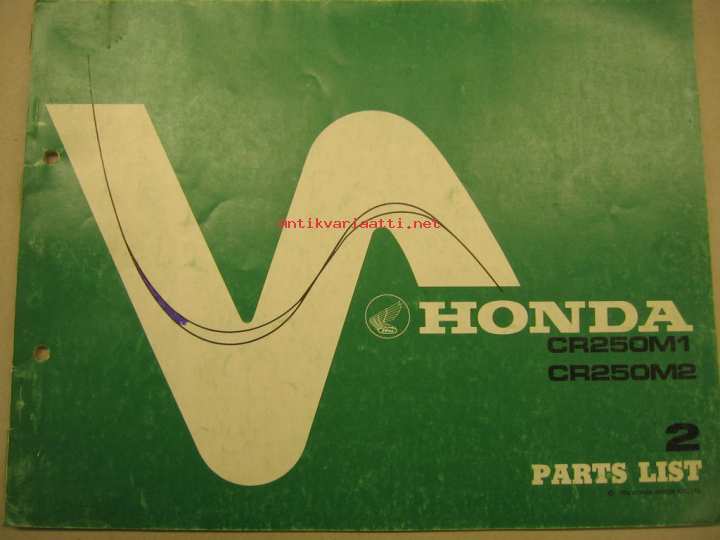 Antikvariaatti.net
HONDA
CR250M1
CR250M2
2
PARTS LIST